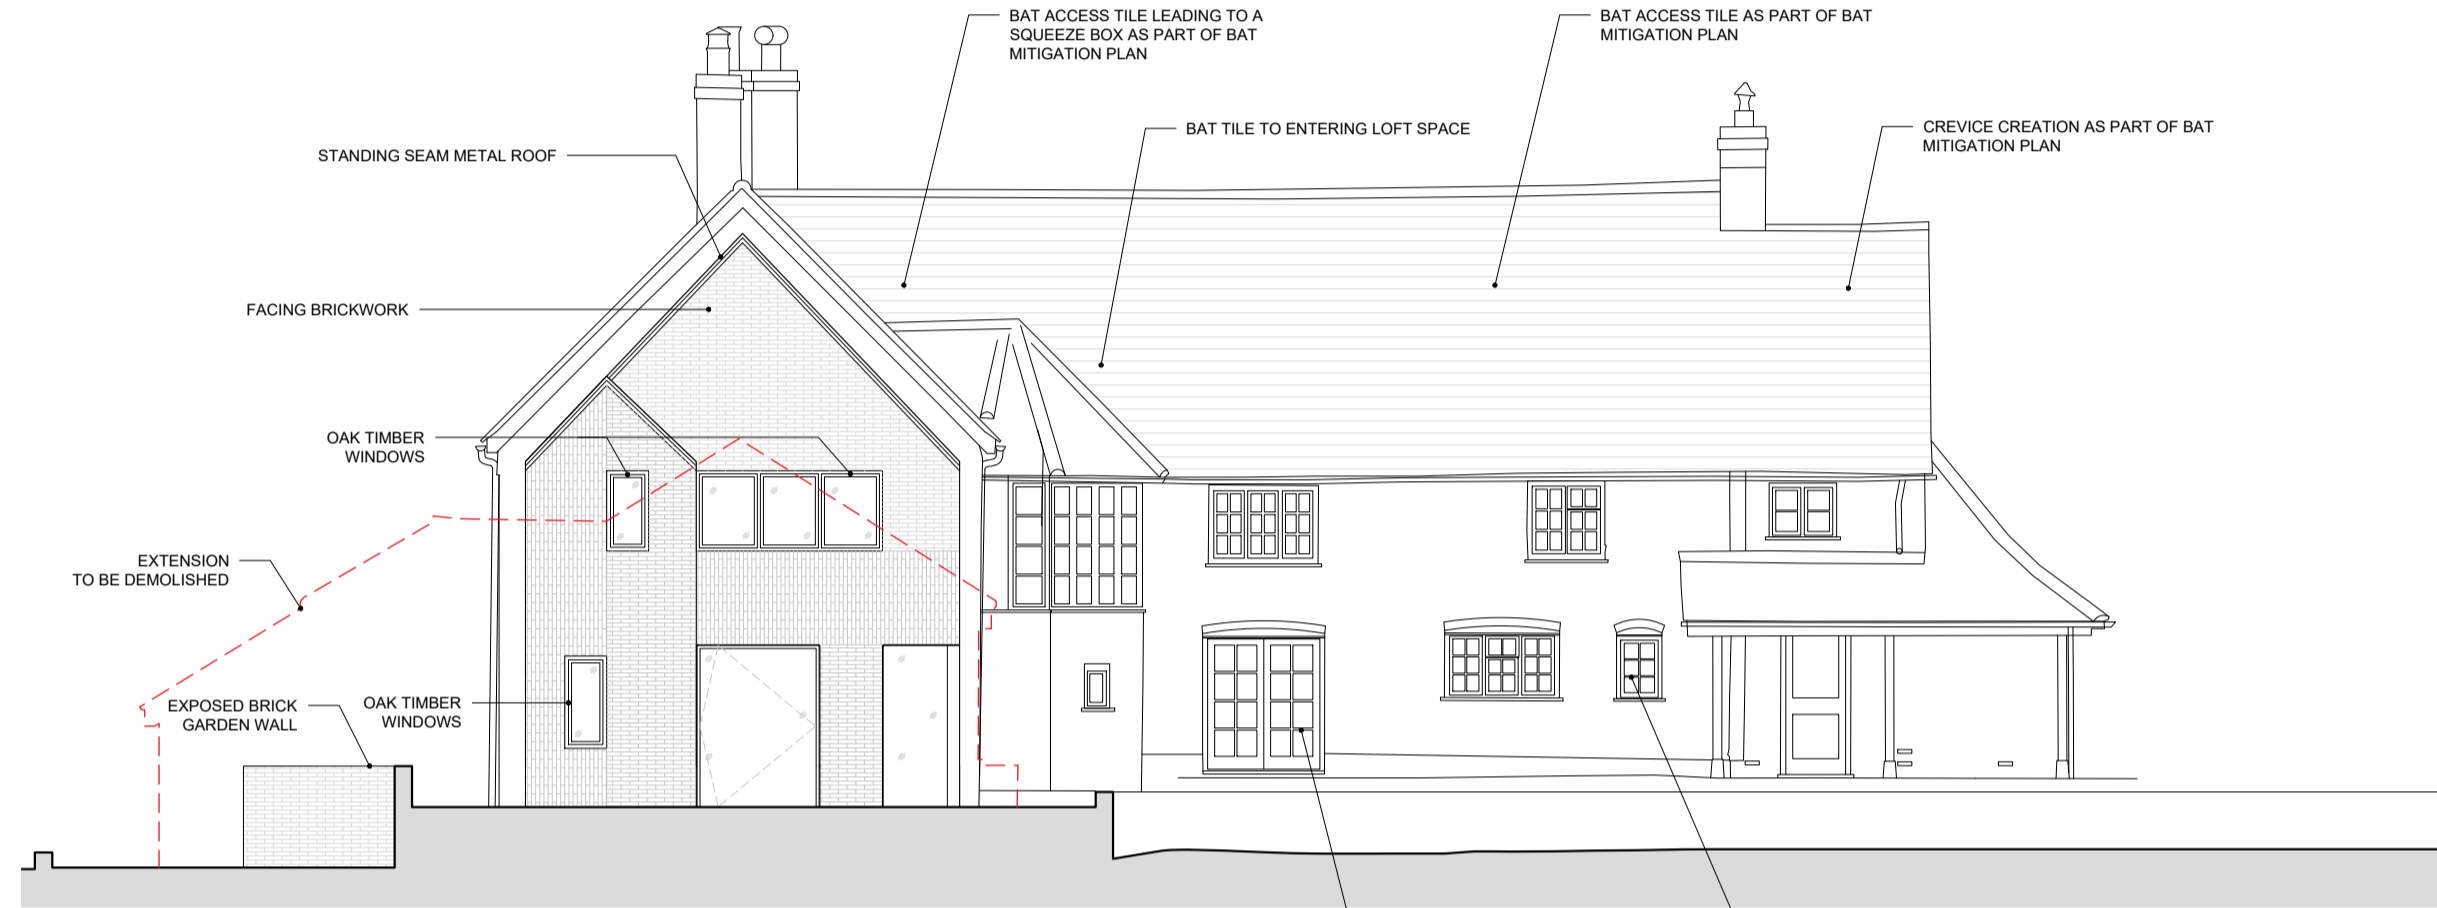 BAT ACCESS TILE LEADING TO A
SQUEEZE BOX AS PART OF BAT
MITIGATION PLAN
BAT ACCESS TILE AS PART OF BAT
MITIGATION PLAN
BAT TILE TO ENTERING LOFT SPACE
CREVICE CREATION AS PART OF BAT
MITIGATION PLAN
STANDING SEAM METAL ROOF
FACING BRICKWORK
OAK TIMBER
WINDOWS
EXTENSION
TO BE DEMOLISHED
EXPOSED BRICK
GARDEN WALL
OAK TIMBER
WINDOWS